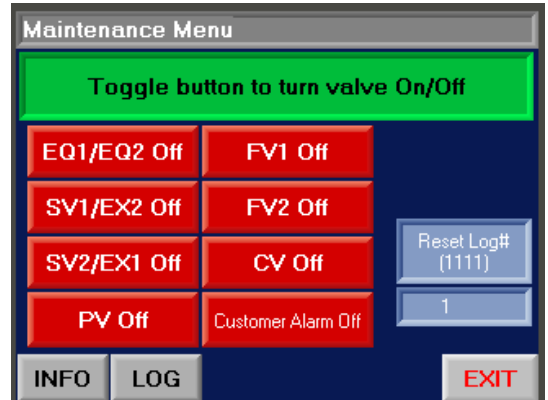 Maintenance Menu
Toggle button to turn valve On/Off
EQ1/EQ2 Off
FV1 Off
SV1/EX2 Off
FV2 Off
SV2/EX1 Off
CV Off
Reset Log#
(1111)
PV Off
Customer Alarm Off
1
INFO
LOG
EXIT